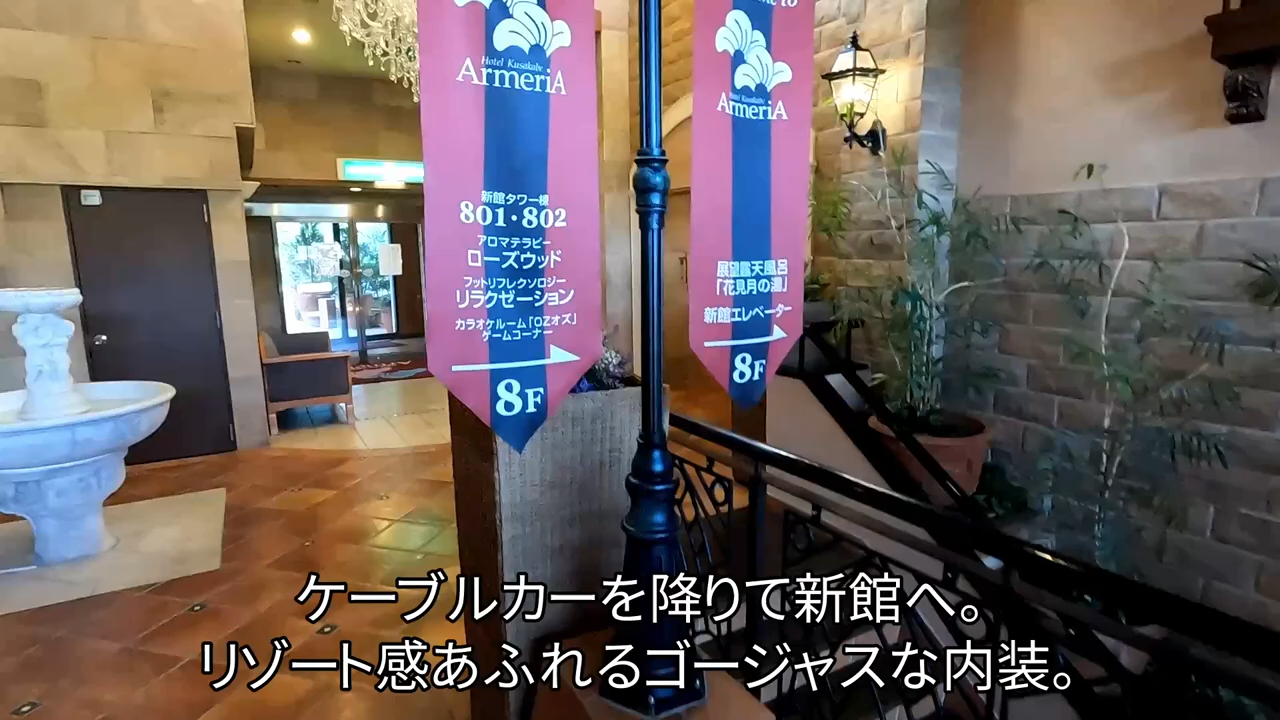 Hotel Kusakabe
ArmeriA
新館タワー棟
801・802
アロマテラピー
ローズウッド
フットリフレクソロジー
リラクゼーション
カラオケルーム「OZオズ」
ゲームコーナー
8F
to
Hotel Kusakabe
ArmeriA
展望露天風呂
「花見月の湯」
新館エレベーター
8F
ケーブルカーを降りて新館へ。
リゾート感あふれるゴージャスな内装。